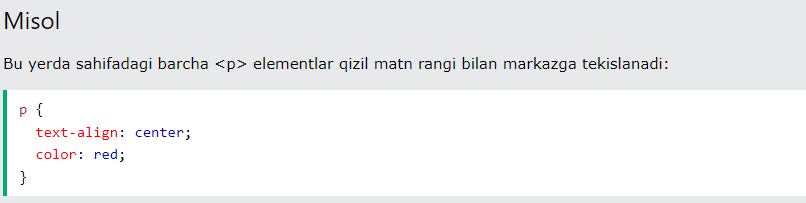 Misol
Bu yerda sahifadagi barcha <p> elementlar qizil matn rangi bilan markazga tekislanadi:
p {
  text-align: center;
  color: red;
}